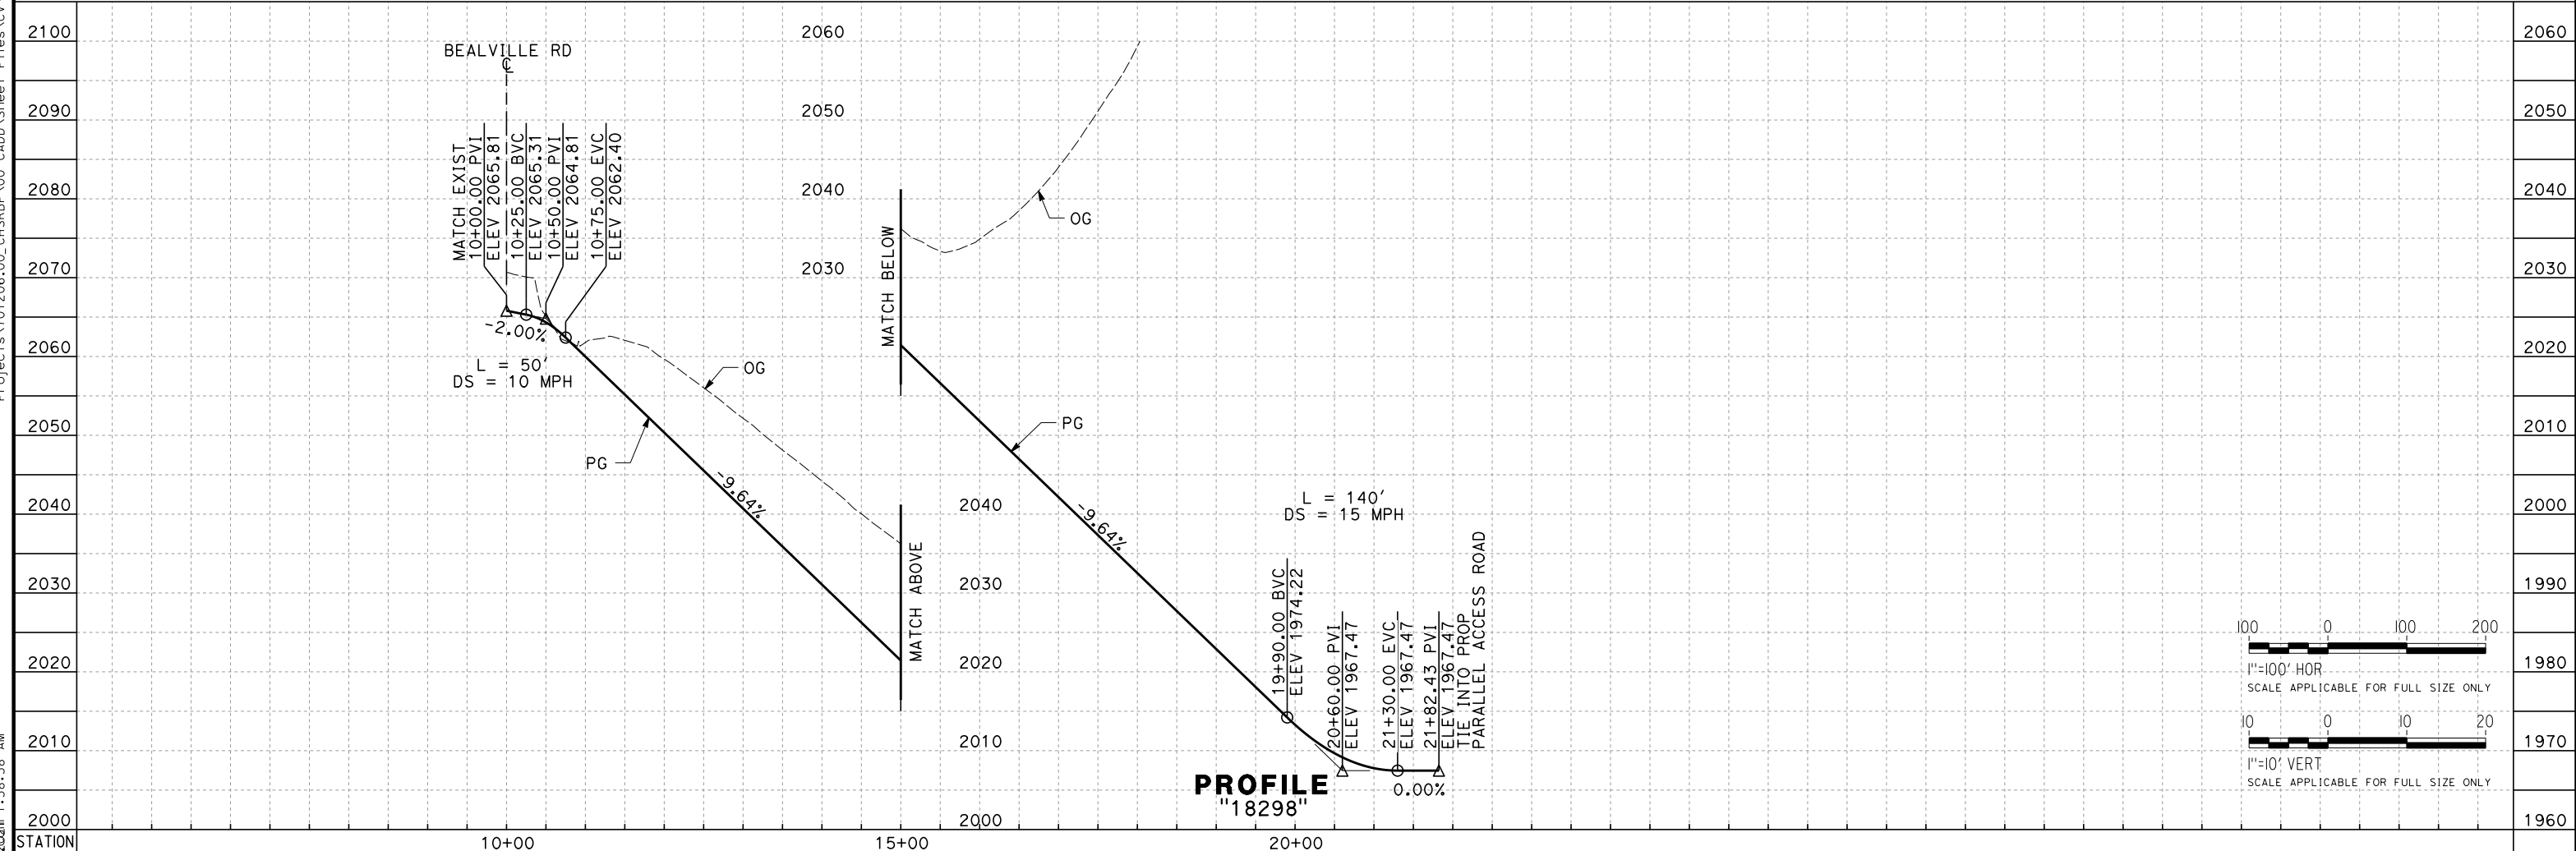 2100
2090
2080
2070
2060
2050
2040
2030
2020
2010
2000
STATION
BEALVILLE RD
℄
MATCH EXIST
10+00.00 PVI
ELEV 2065.81
10+25.00 BVC
ELEV 2065.31
10+50.00 PVI
ELEV 2064.81
10+75.00 EVC
ELEV 2062.40
-2.00%
L = 50'
DS = 10 MPH
OG
PG
-9.64%
MATCH ABOVE
2060
2050
2040
2030
MATCH BELOW
OG
PG
-9.64%
2040
2030
2020
2010
2000
L = 140'
DS = 15 MPH
19+90.00 BVC
ELEV 1974.22
20+60.00 PVI
ELEV 1967.47
21+30.00 EVC
ELEV 1967.47
21+82.43 PVI
ELEV 1967.47
TIE INTO PROP
PARALLEL ACCESS ROAD
0.00%
PROFILE
"18298"
10+00
15+00
20+00
100 0 100 200
1"=100' HOR
SCALE APPLICABLE FOR FULL SIZE ONLY
10 0 10 20
1"=10' VERT
SCALE APPLICABLE FOR FULL SIZE ONLY
2060
2050
2040
2030
2020
2010
2000
1990
1980
1970
1960